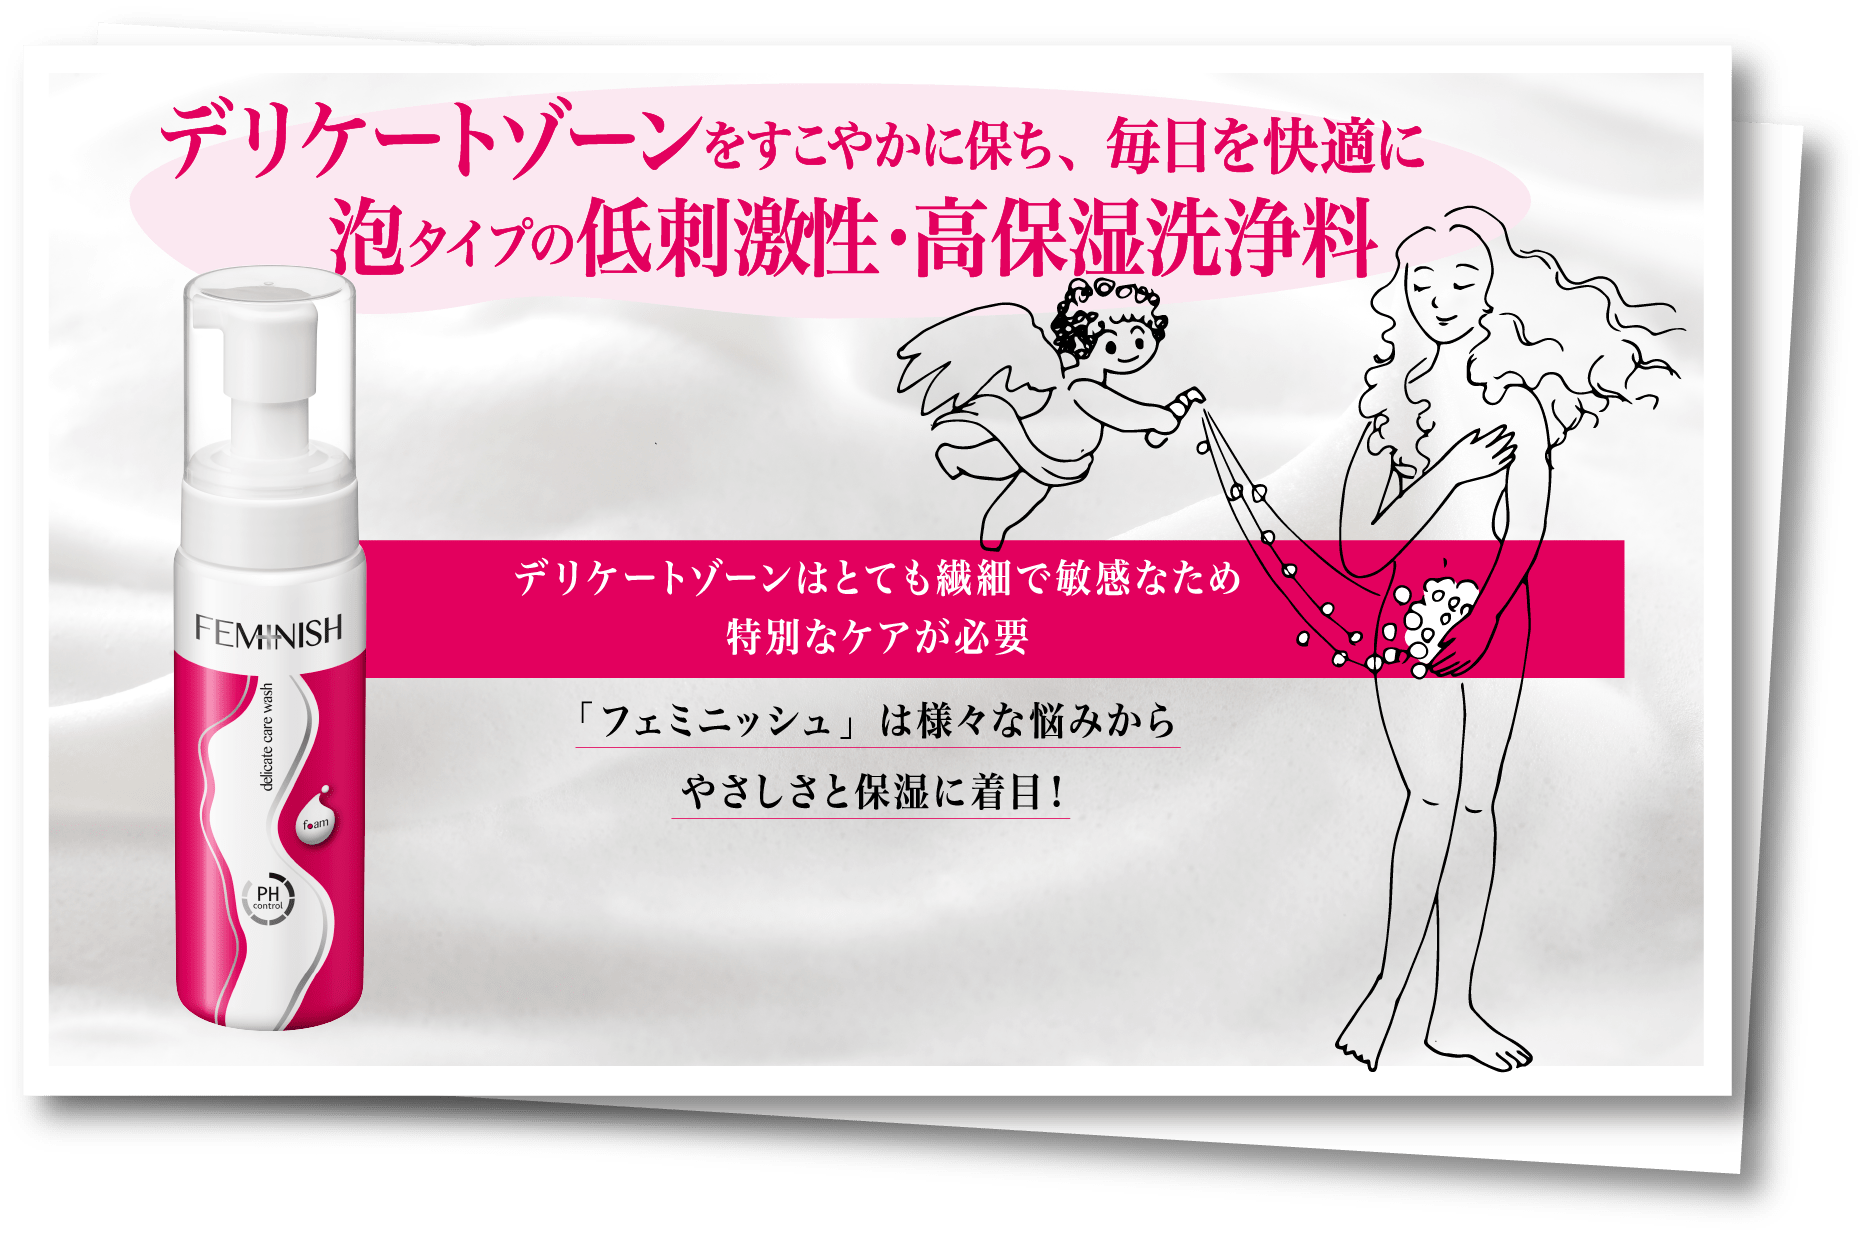 デリケートゾーンをすこやかに保ち、毎日を快適に
泡タイプの低刺激性・高保湿洗浄料
デリケートゾーンはとても繊細で敏感なため
特別なケアが必要
「フェミニッシュ」は様々な悩みから
やさしさと保湿に着目!
FEMINISH
delicate care wash
foam
PH
control